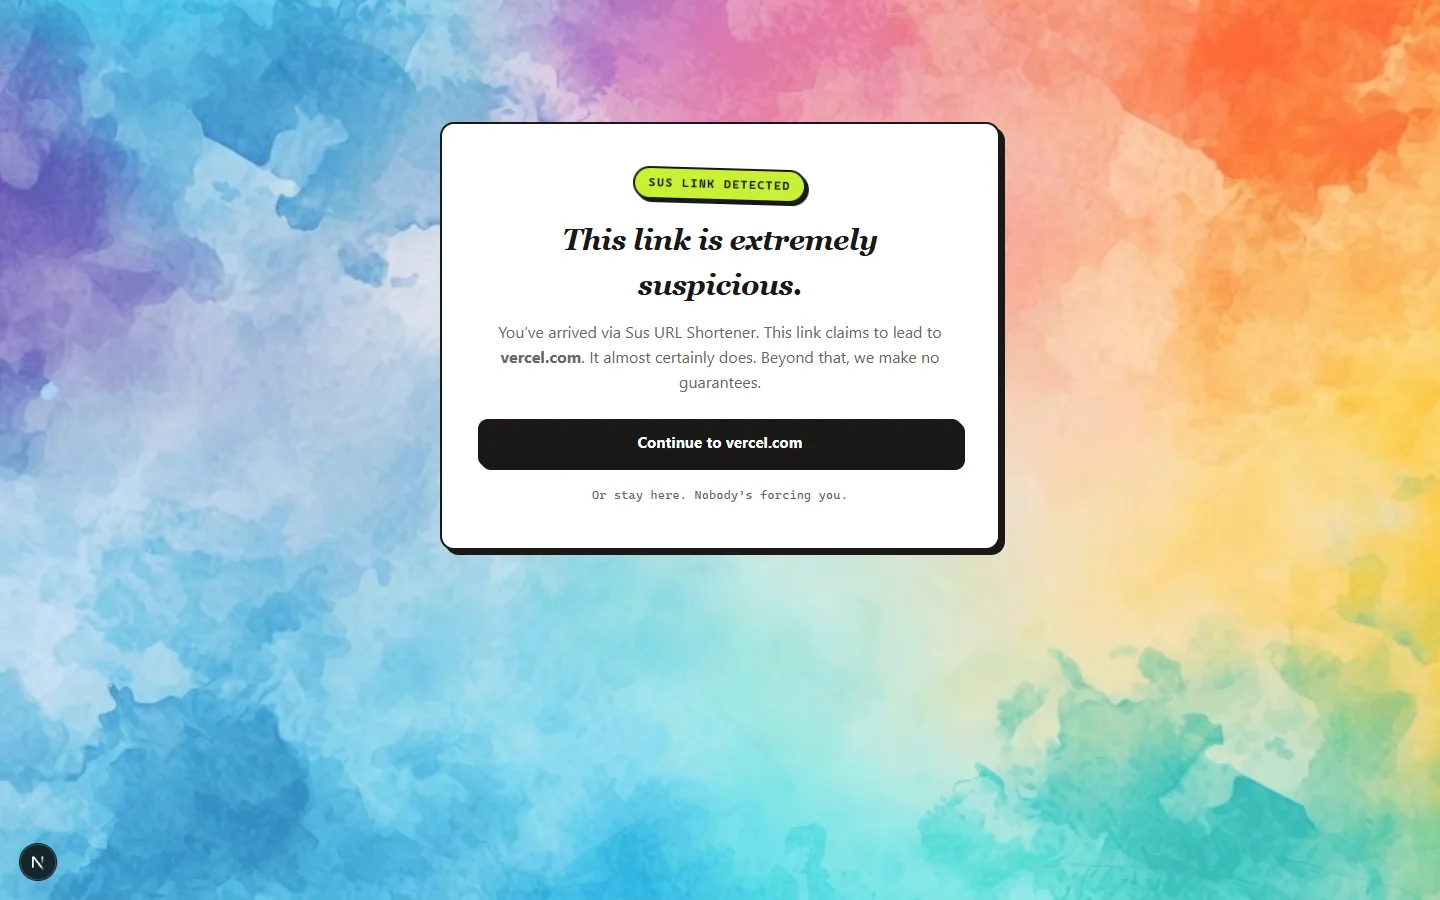 SUS LINK DETECTED
This link is extremely
suspicious.
You’ve arrived via Sus URL Shortener. This link claims to lead to
vercel.com. It almost certainly does. Beyond that, we make no
guarantees.
Continue to vercel.com
Or stay here. Nobody’s forcing you.
N